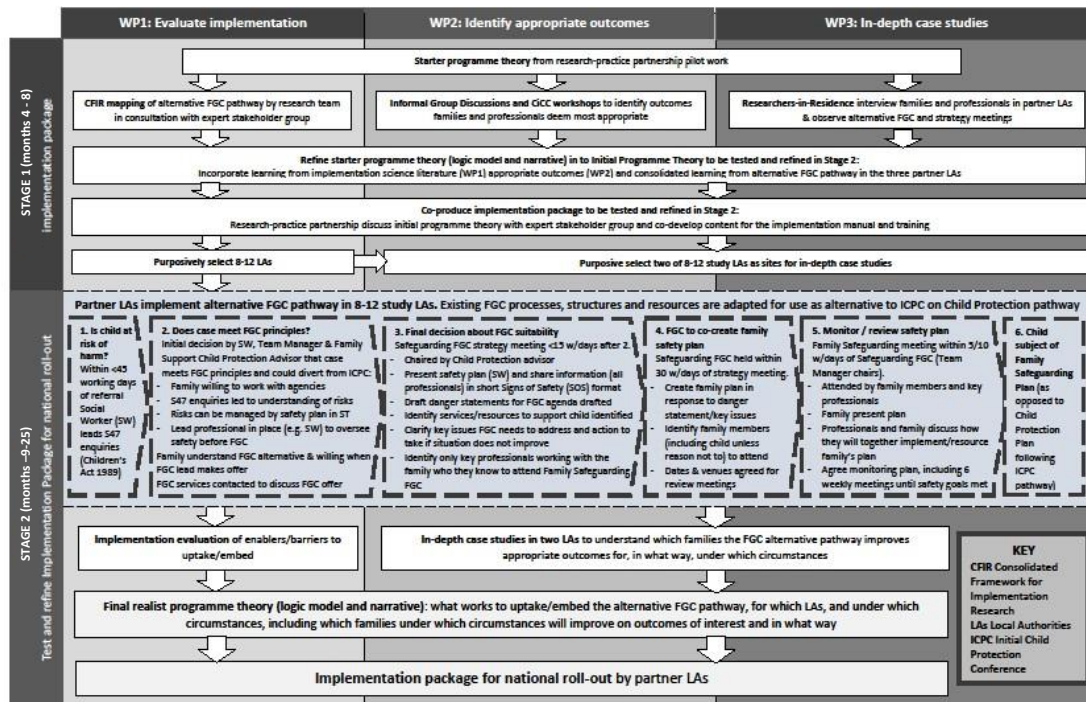 WP1: Evaluate implementation
WP2: Identify appropriate outcomes
WP3: In-depth case studies
STAGE 1 (months 4 - 8)
implementation package
Starter programme theory from research-practice partnership pilot work
CFIR mapping of alternative FGC pathway by research team
in consultation with expert stakeholder group
Informal Group Discussions and CiCC workshops to identify outcomes
families and professionals deem most appropriate
Researchers-in-Residence interview families and professionals in partner LAs
& observe alternative FGC and strategy meetings
Refine starter programme theory (logic model and narrative) in to Initial Programme Theory to be tested and refined in Stage 2:
Incorporate learning from implementation science literature (WP1) appropriate outcomes (WP2) and consolidated learning from alternative FGC pathway in the three partner LAs
Co-produce implementation package to be tested and refined in Stage 2:
Research-practice partnership discuss initial programme theory with expert stakeholder group and co-develop content for the implementation manual and training
Purposively select 8-12 LAs
Purposive select two of 8-12 study LAs as sites for in-depth case studies
STAGE 2 (months –9-25)
Test and refine Implementation Package for national roll-out
Partner LAs implement alternative FGC pathway in 8-12 study LAs. Existing FGC processes, structures and resources are adapted for use as alternative to ICPC on Child Protection pathway
1. Is child at
risk of
harm?
Within <45
working days
of referral
Social
Worker (SW)
leads S47
enquiries
(Children's
Act 1989)
2. Does case meet FGC principles?
Initial decision by SW, Team Manager & Family
Support Child Protection Advisor that case
meets FGC principles and could divert from ICPC:
- Family willing to work with agencies
- S47 enquiries led to understanding of risks
- Risks can be managed by safety plan in ST
- Lead professional in place (e.g. SW) to oversee
safety before FGC
Family understand FGC alternative & willing when
FGC lead makes offer
FGC services contacted to discuss FGC offer
3. Final decision about FGC suitability
Safeguarding FGC strategy meeting <15 w/days after 2.
- Chaired by Child Protection advisor
- Present safety plan (SW) and share information (all
professionals) in short Signs of Safety (SOS) format
- Draft danger statements for FGC agenda drafted
- Identify services/resources to support child identified
- Clarify key issues FGC needs to address and action to
take if situation does not improve
- Identify only key professionals working with the
family who they know to attend Family Safeguarding
FGC
4. FGC to co-create family
safety plan
Safeguarding FGC held within
30 w/days of strategy meeting.
- Create family plan in
response to danger
statement/key issues
- Identify family members
(including child unless
reason not to) to attend
- Dates & venues agreed for
review meetings
5. Monitor / review safety plan
Family Safeguarding meeting within 5/10
w/days of Safeguarding FGC (Team
Manager chairs).
- Attended by family members and key
professionals
- Family present plan
- Professionals and family discuss how
they will together implement/resource
family's plan
- Agree monitoring plan, including 6
weekly meetings until safety goals met
6. Child
subject of
Family
Safeguarding
Plan (as
opposed to
Child
Protection
Plan
following
ICPC
pathway)
Implementation evaluation of enablers/barriers to
uptake/embed
In-depth case studies in two LAs to understand which families the FGC alternative pathway improves
appropriate outcomes for, in what way, under which circumstances
Final realist programme theory (logic model and narrative): what works to uptake/embed the alternative FGC pathway, for which LAs, and under which
circumstances, including which families under which circumstances will improve on outcomes of interest and in what way
Implementation package for national roll-out by partner LAs
KEY
CFIR Consolidated
Framework for
Implementation
Research
LAs Local Authorities
ICPC Initial Child
Protection
Conference